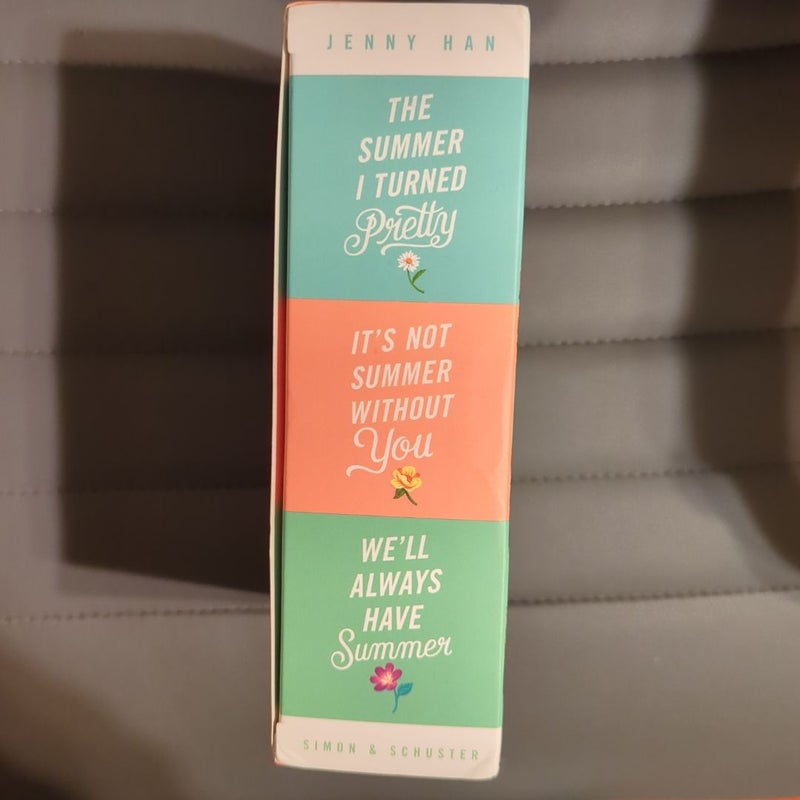 JENNY HAN
THE
SUMMER
I TURNED
Pretty
IT'S NOT
SUMMER
WITHOUT
You
WE'LL
ALWAYS
HAVE
Summer
SIMON & SCHUSTER